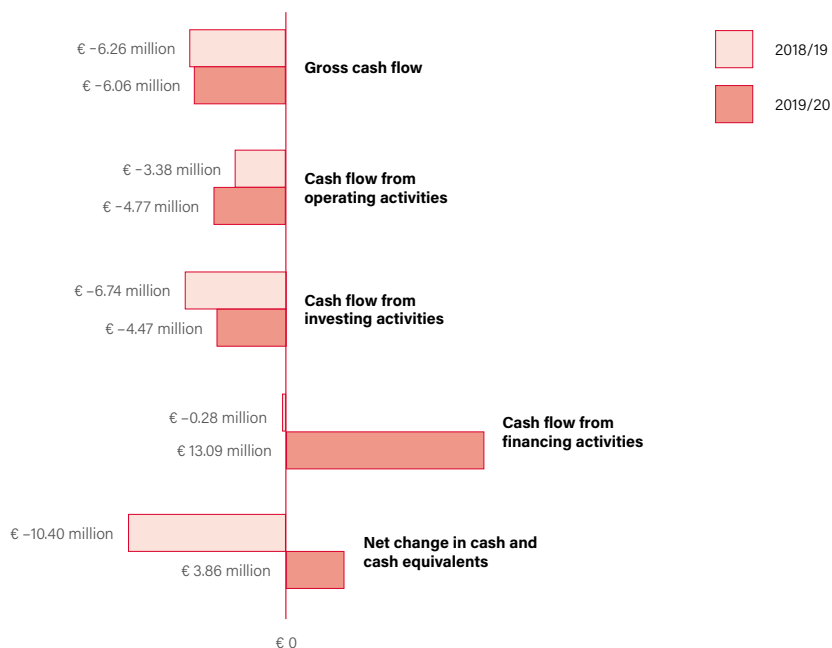 € −6.26 million
€ −6.06 million
Gross cash flow
2018/19
2019/20
€ −3.38 million
€ −4.77 million
Cash flow from
operating activities
€ −6.74 million
€ −4.47 million
Cash flow from
investing activities
€ −0.28 million
€ 13.09 million
Cash flow from
financing activities
€ −10.40 million
€ 3.86 million
Net change in cash and
cash equivalents
€ 0